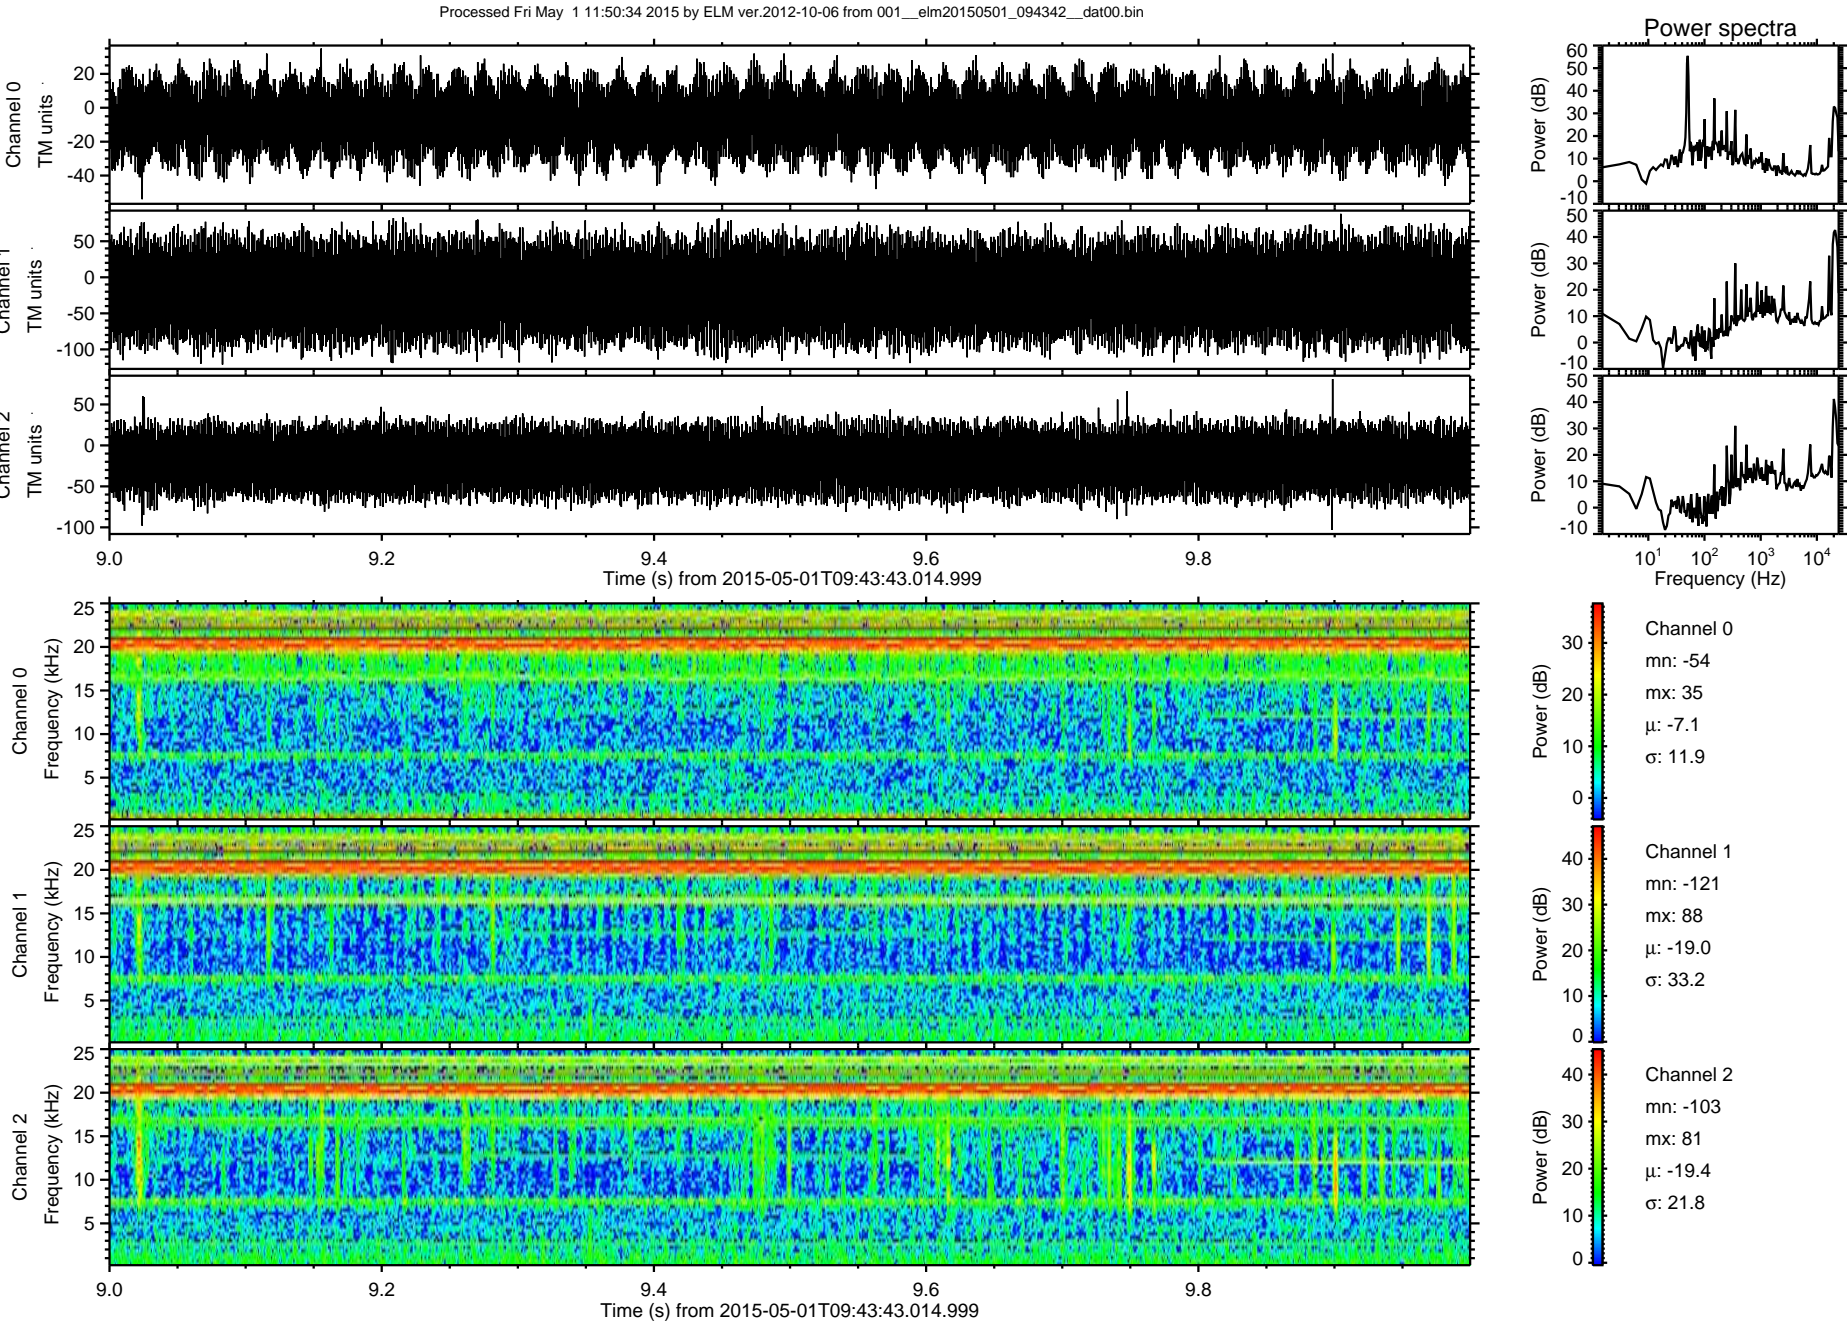 Processed Fri May  1 11:50:34 2015 by ELM ver.2012-10-06 from 001__elm20150501_094342__dat00.bin
Power spectra
Channel 0
TM units
20
0
-20
-40
Power (dB)
60
50
40
30
20
10
0
-10
Channel 1
TM units
50
0
-50
-100
Power (dB)
50
40
30
20
10
0
-10
Channel 2
TM units
50
0
-50
-100
Power (dB)
50
40
30
20
10
0
-10
9.0 9.2 9.4 9.6 9.8
Time (s) from 2015-05-01T09:43:43.014.999
10¹ 10² 10³ 10⁴
Frequency (Hz)
Channel 0
Frequency (kHz)
25
20
15
10
5
Power (dB)
30
20
10
0
Channel 0
mn: -54
mx: 35
μ: -7.1
σ: 11.9
Channel 1
Frequency (kHz)
25
20
15
10
5
Power (dB)
40
30
20
10
0
Channel 1
mn: -121
mx: 88
μ: -19.0
σ: 33.2
Channel 2
Frequency (kHz)
25
20
15
10
5
Power (dB)
40
30
20
10
0
Channel 2
mn: -103
mx: 81
μ: -19.4
σ: 21.8
9.0 9.2 9.4 9.6 9.8
Time (s) from 2015-05-01T09:43:43.014.999